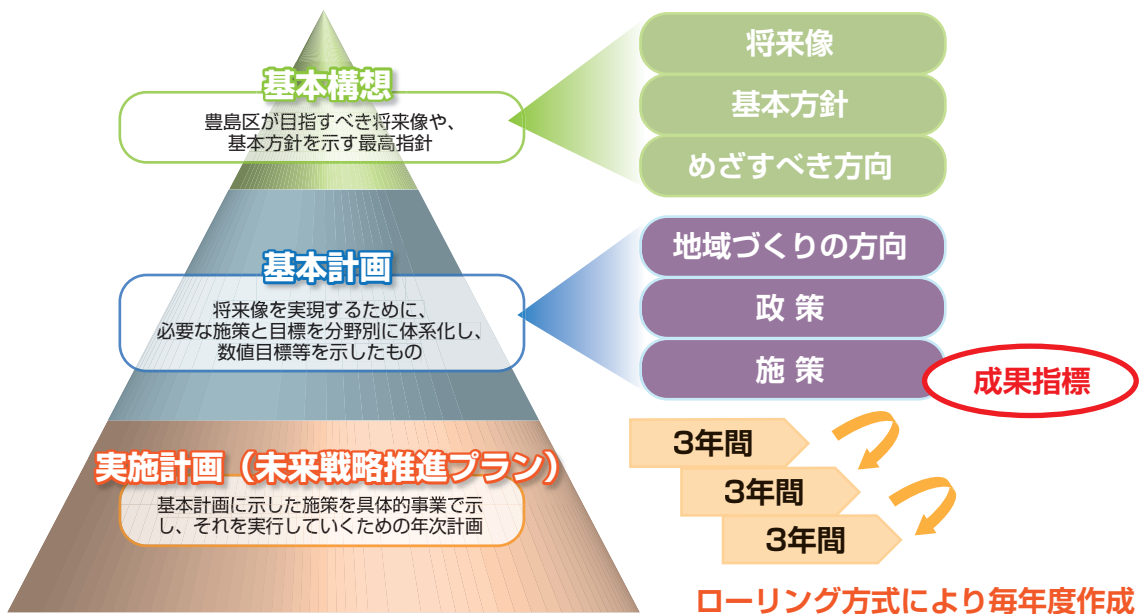 基本構想
豊島区が目指すべき将来像や、
基本方針を示す最高指針
将来像
基本方針
めざすべき方向
基本計画
将来像を実現するために、
必要な施策と目標を分野別に体系化し、
数値目標等を示したもの
地域づくりの方向
政 策
施 策
成果指標
実施計画（未来戦略推進プラン）
基本計画に示した施策を具体的事業で示
し、それを実行していくための年次計画
3年間
3年間
3年間
ローリング方式により毎年度作成